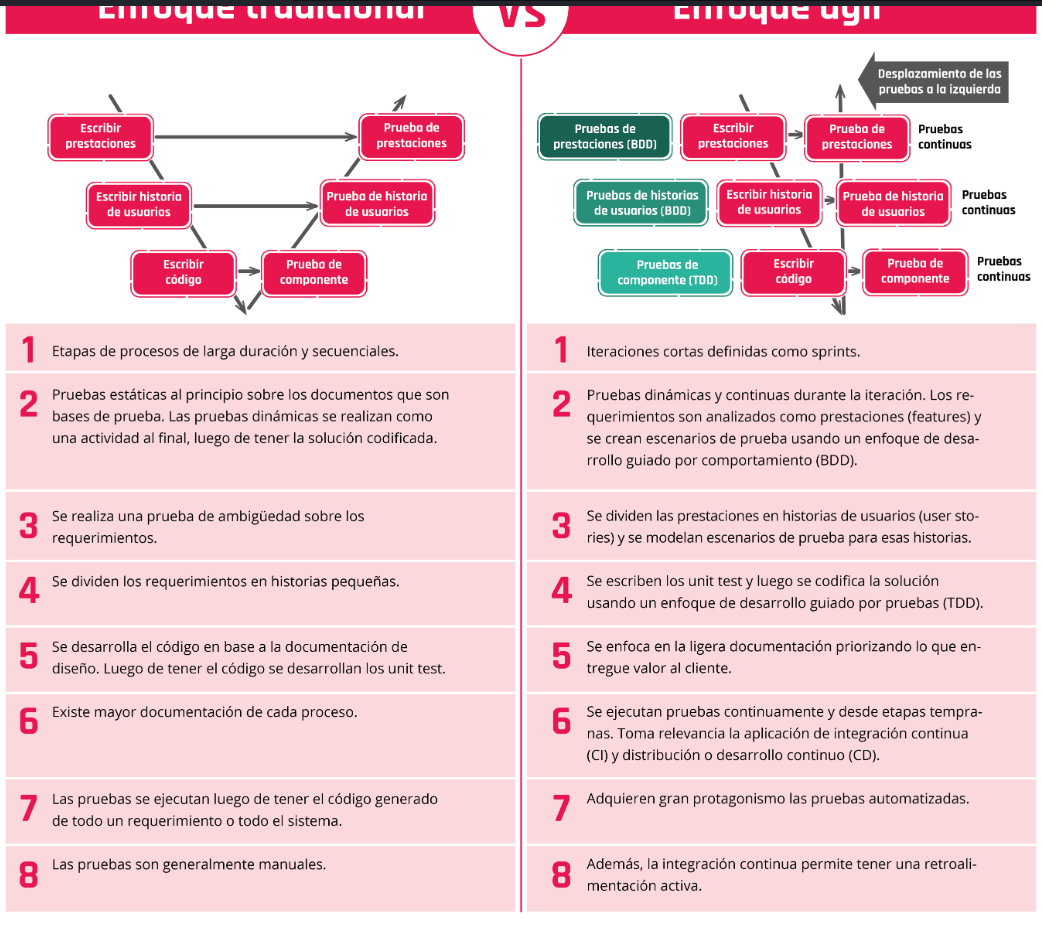 Enfoque tradicional
VS
Enfoque ágil
Escribir
prestaciones
Prueba de
prestaciones
Escribir historia
de usuarios
Prueba de historia
de usuarios
Escribir
código
Prueba de
componente
Desplazamiento de las
pruebas a la izquierda
Pruebas de
prestaciones (BDD)
Escribir
prestaciones
Prueba de
prestaciones
Pruebas
continuas
Pruebas de historias
de usuarios (BDD)
Escribir historia
de usuarios
Prueba de historia
de usuarios
Pruebas
continuas
Pruebas de
componente (TDD)
Escribir
código
Prueba de
componente
Pruebas
continuas
1
Etapas de procesos de larga duración y secuenciales.
2
Pruebas estáticas al principio sobre los documentos que son
bases de prueba. Las pruebas dinámicas se realizan como
una actividad al final, luego de tener la solución codificada.
3
Se realiza una prueba de ambigüedad sobre los
requerimientos.
4
Se dividen los requerimientos en historias pequeñas.
5
Se desarrolla el código en base a la documentación de
diseño. Luego de tener el código se desarrollan los unit test.
6
Existe mayor documentación de cada proceso.
7
Las pruebas se ejecutan luego de tener el código generado
de todo un requerimiento o todo el sistema.
8
Las pruebas son generalmente manuales.
1
Iteraciones cortas definidas como sprints.
2
Pruebas dinámicas y continuas durante la iteración. Los re-
querimientos son analizados como prestaciones (features) y
se crean escenarios de prueba usando un enfoque de desa-
rrollo guiado por comportamiento (BDD).
3
Se dividen las prestaciones en historias de usuarios (user sto-
ries) y se modelan escenarios de prueba para esas historias.
4
Se escriben los unit test y luego se codifica la solución
usando un enfoque de desarrollo guiado por pruebas (TDD).
5
Se enfoca en la ligera documentación priorizando lo que en-
tregue valor al cliente.
6
Se ejecutan pruebas continuamente y desde etapas tempra-
nas. Toma relevancia la aplicación de integración continua
(CI) y distribución o desarrollo continuo (CD).
7
Adquieren gran protagonismo las pruebas automatizadas.
8
Además, la integración continua permite tener una retroali-
mentación activa.